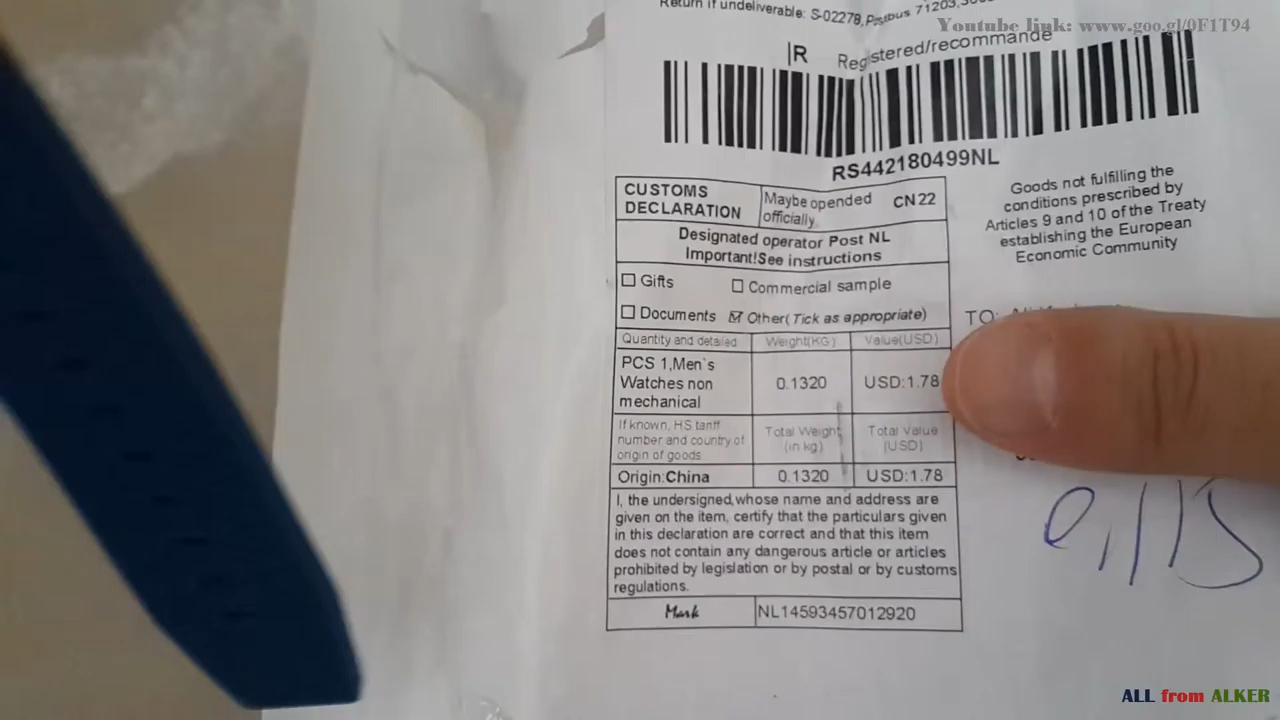 Return if undeliverable: S-02279, Postbus 71203,
Youtube link: www.goo.gl/0F1T94
R Registered/recommande
RS442180499NL
CUSTOMS
DECLARATION
Maybe opended
officially.
CN22
Designated operator Post NL
Important!See instructions
Gifts
Commercial sample
Documents
Other(Tick as appropriate)
Quantity and detailed
Weight(KG)
Value(USD)
PCS 1,Men`s
Watches non
mechanical
0.1320
USD:1.78
If known, HS tariff
number and country of
origin of goods
Total Weight
(in kg)
Total Value
(USD)
Origin:China
0.1320
USD:1.78
I, the undersigned,whose name and address are
given on the item, certify that the particulars given
in this declaration are correct and that this item
does not contain any dangerous article or articles
prohibited by legislation or by postal or by customs
regulations.
Mark
NL14593457012920
Goods not fulfilling the
conditions prescribed by
Articles 9 and 10 of the Treaty
establishing the European
Economic Community
TO:
ALL from ALKER